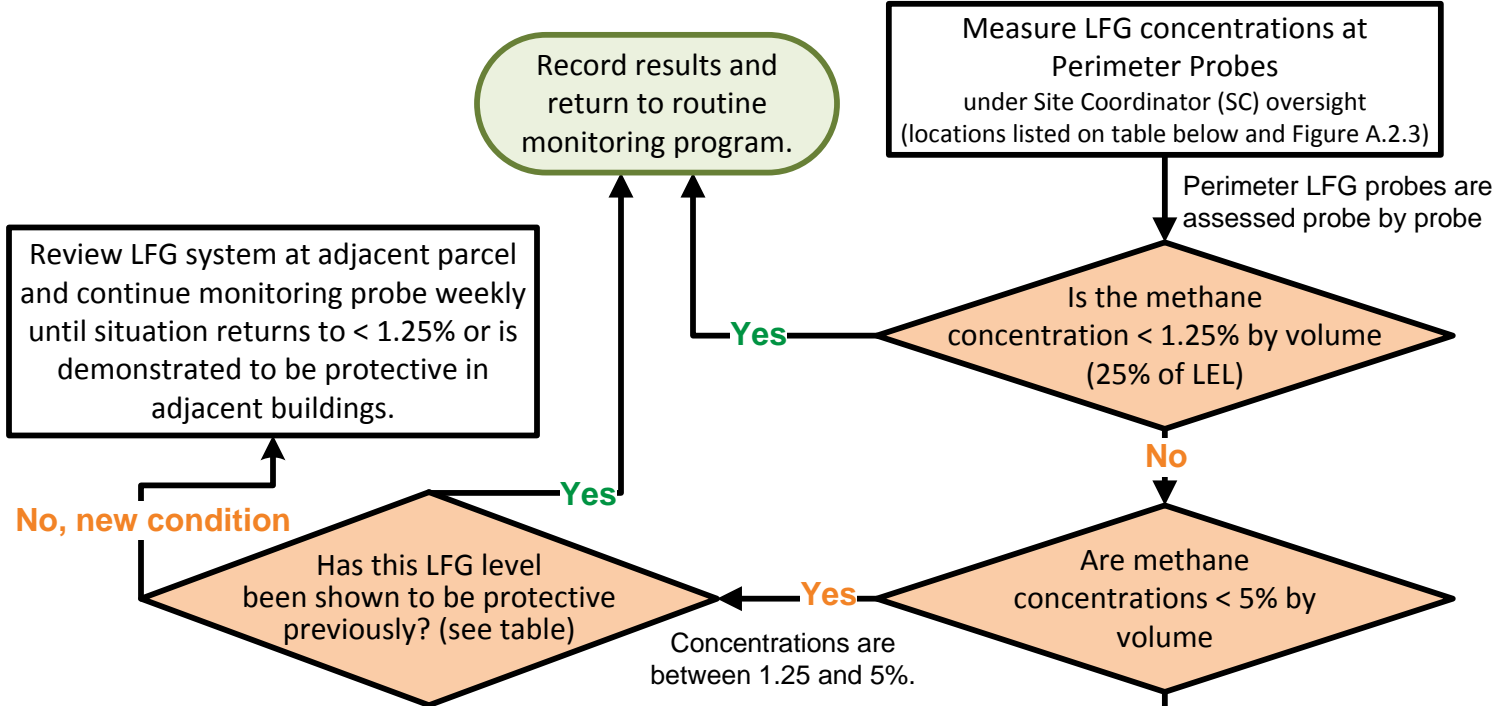 Measure LFG concentrations at
Perimeter Probes
under Site Coordinator (SC) oversight
(locations listed on table below and Figure A.2.3)
Perimeter LFG probes are
assessed probe by probe
Is the methane
concentration < 1.25% by volume
(25% of LEL)
Yes
Record results and
return to routine
monitoring program.
No
Are methane
concentrations < 5% by
volume
Yes
Concentrations are
between 1.25 and 5%.
Has this LFG level
been shown to be protective
previously? (see table)
Yes
No, new condition
Review LFG system at adjacent parcel
and continue monitoring probe weekly
until situation returns to < 1.25% or is
demonstrated to be protective in
adjacent buildings.